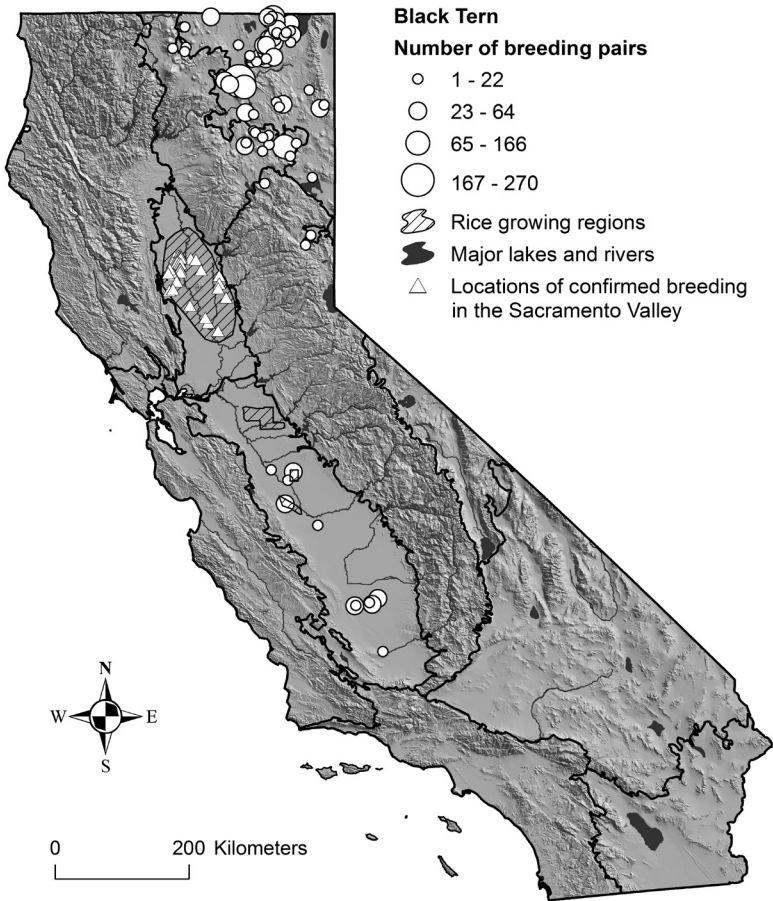 Black Tern
Number of breeding pairs
1 - 22
23 - 64
65 - 166
167 - 270
Rice growing regions
Major lakes and rivers
Locations of confirmed breeding
in the Sacramento Valley
N
W E
S
0 200 Kilometers